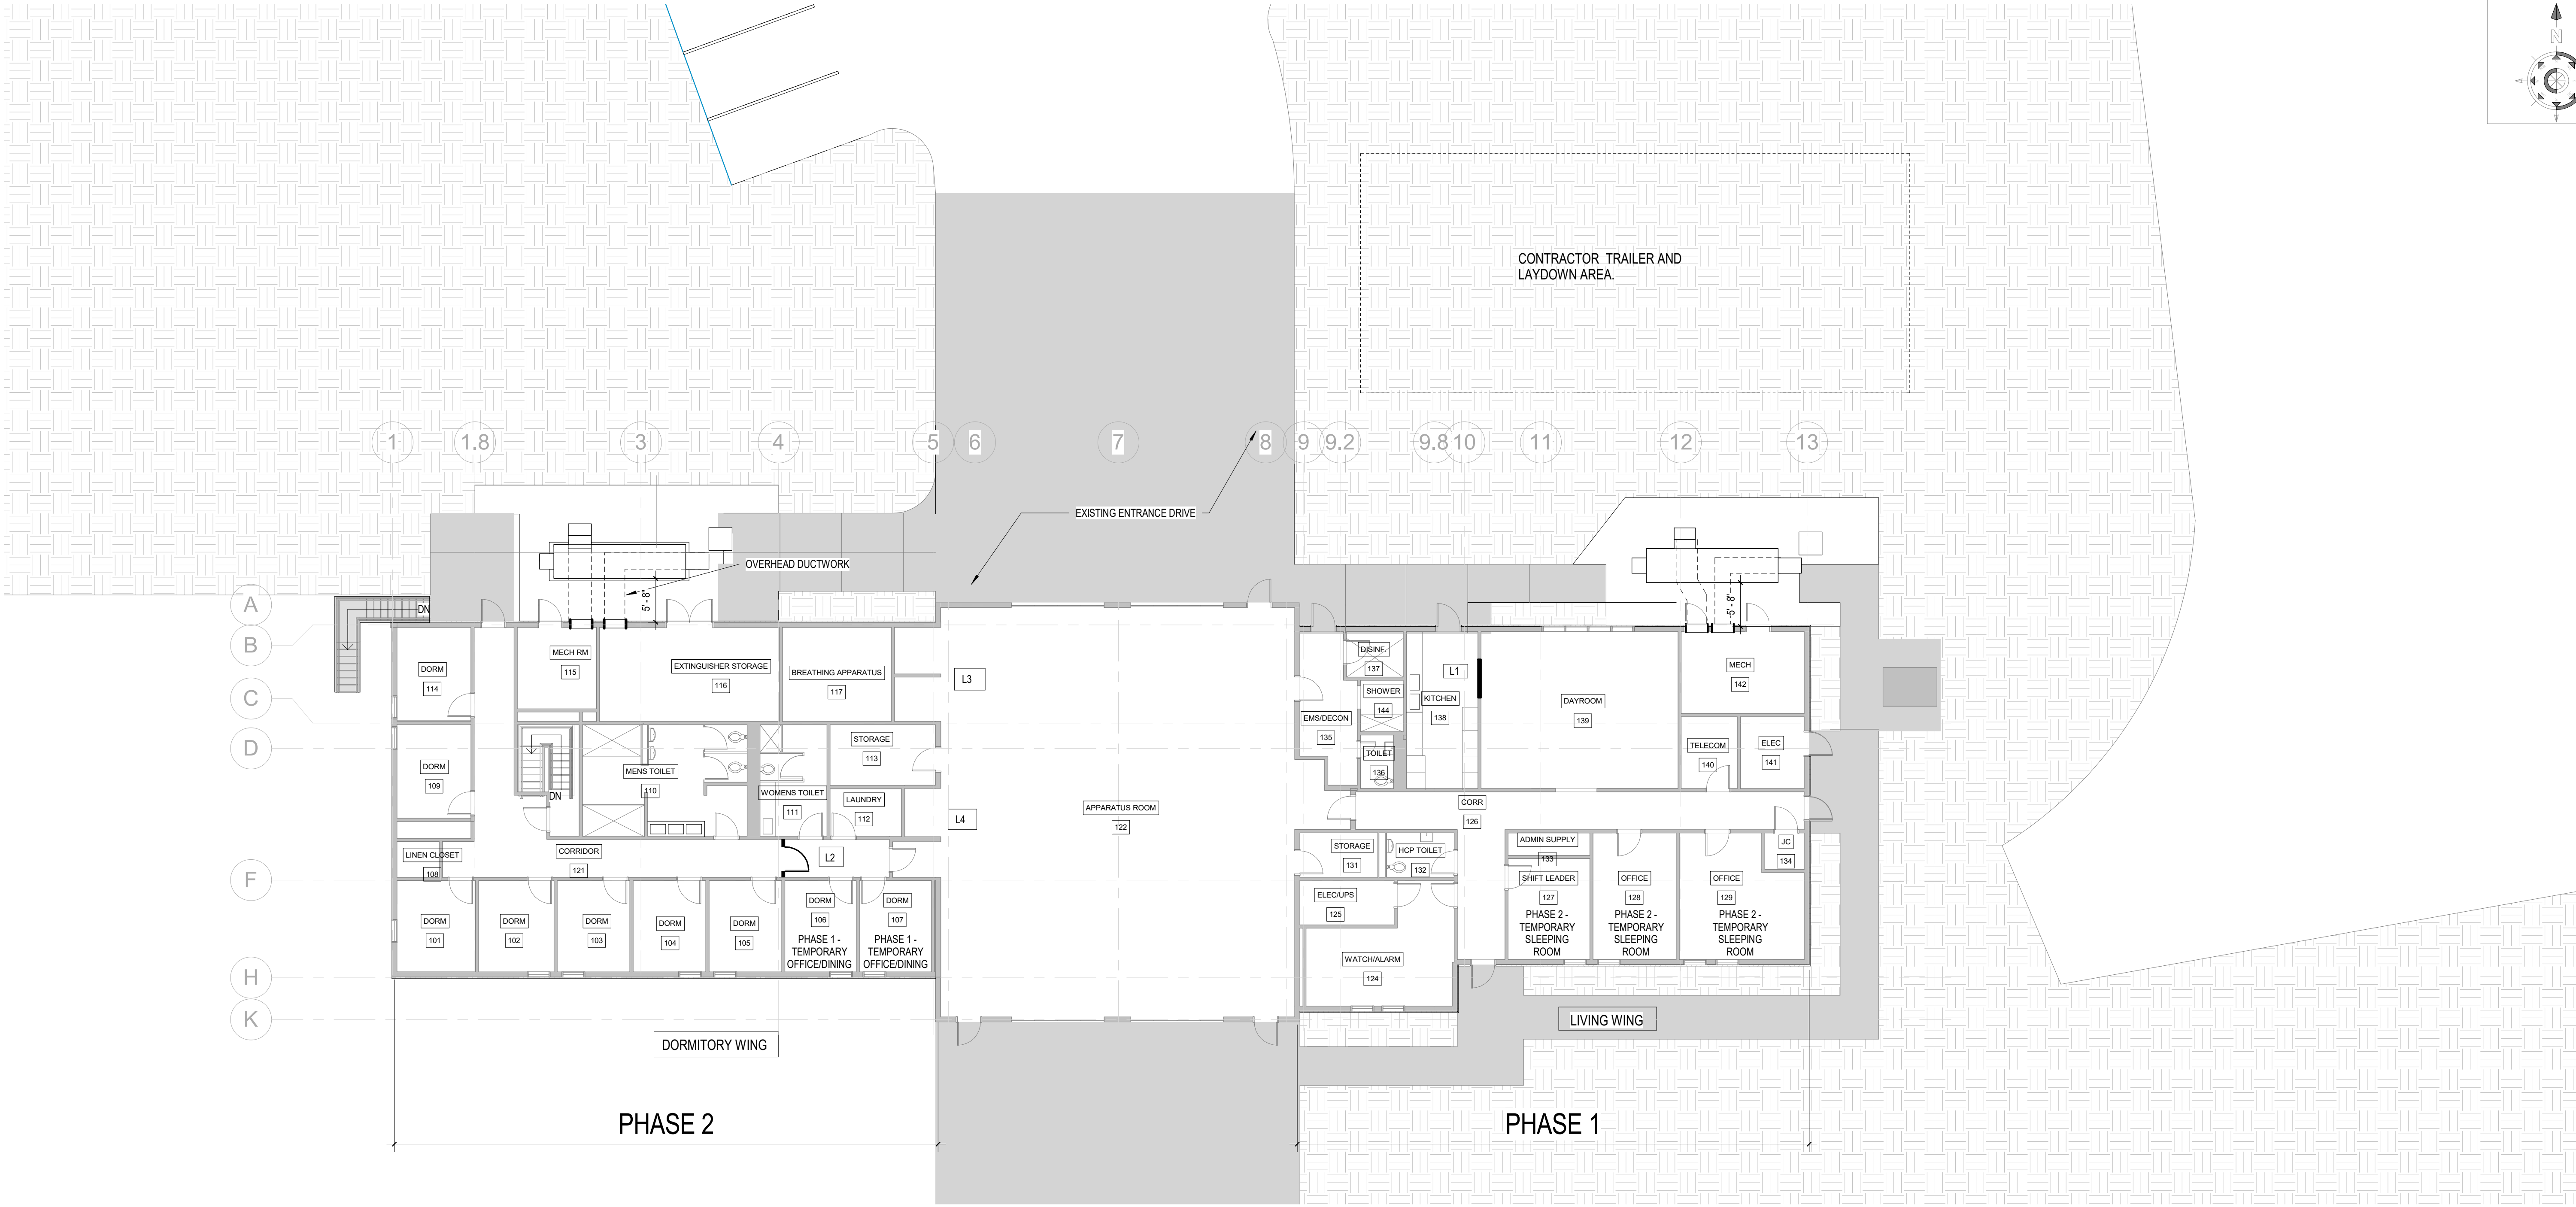 N
CONTRACTOR TRAILER AND
LAYDOWN AREA.
1
1.8
3
4
5
6
7
8
9
9.2
9.8
10
11
12
13
EXISTING ENTRANCE DRIVE
OVERHEAD DUCTWORK
5' - 8"
5' - 8"
A
B
C
D
F
H
K
DN
DORM
114
MECH RM
115
EXTINGUISHER STORAGE
116
BREATHING APPARATUS
117
L3
DORM
109
DN
MENS TOILET
110
WOMENS TOILET
111
STORAGE
113
LAUNDRY
112
L4
LINEN CLOSET
108
CORRIDOR
121
L2
DORM
101
DORM
102
DORM
103
DORM
104
DORM
105
DORM
106
PHASE 1 -
TEMPORARY
OFFICE/DINING
DORM
107
PHASE 1 -
TEMPORARY
OFFICE/DINING
APPARATUS ROOM
122
DISINF.
137
SHOWER
144
EMS/DECON
135
TOILET
136
L1
KITCHEN
138
DAYROOM
139
MECH
142
TELECOM
140
ELEC
141
CORR
126
STORAGE
131
HCP TOILET
132
ADMIN SUPPLY
133
JC
134
ELEC/UPS
125
WATCH/ALARM
124
SHIFT LEADER
127
PHASE 2 -
TEMPORARY
SLEEPING
ROOM
OFFICE
128
PHASE 2 -
TEMPORARY
SLEEPING
ROOM
OFFICE
129
PHASE 2 -
TEMPORARY
SLEEPING
ROOM
DORMITORY WING
LIVING WING
PHASE 2
PHASE 1